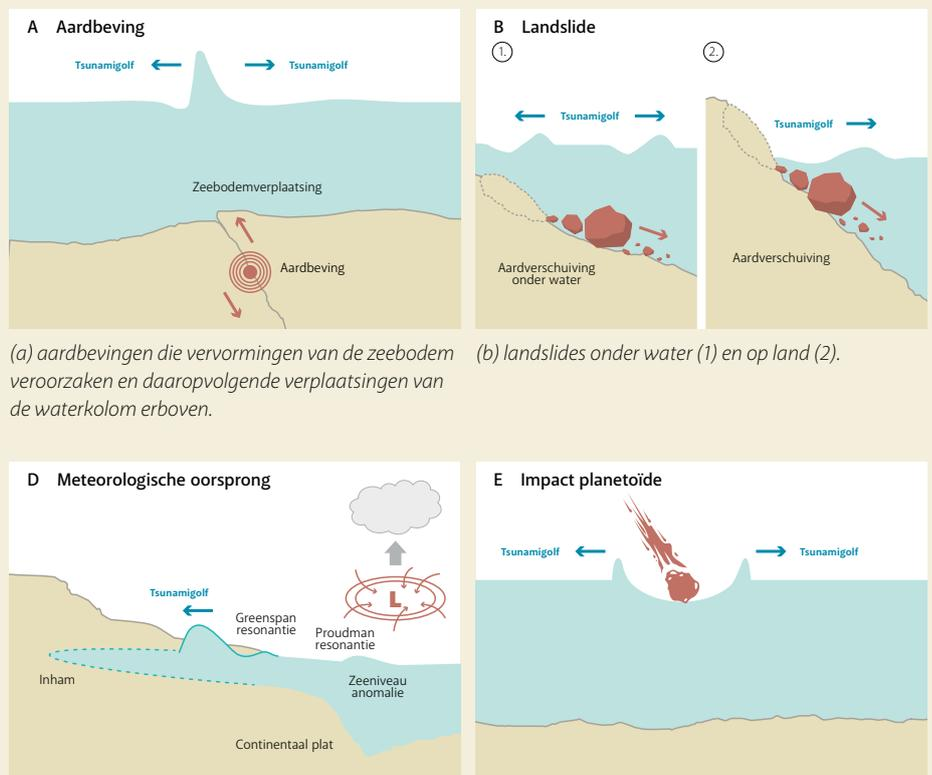 A Aardbeving
Tsunamigolf
Tsunamigolf
Zeebodemverplaatsing
Aardbeving
(a) aardbevingen die vervormingen van de zeebodem
veroorzaken en daaropvolgende verplaatsingen van
de waterkolom erboven.
B Landslide
1.
2.
Tsunamigolf
Tsunamigolf
Aardverschuiving
onder water
Aardverschuiving
(b) landslides onder water (1) en op land (2).
D Meteorologische oorsprong
Tsunamigolf
Greenspan
resonantie
L
Proudman
resonantie
Inham
Zeeniveau
anomalie
Continentaal plat
E Impact planetoïde
Tsunamigolf
Tsunamigolf